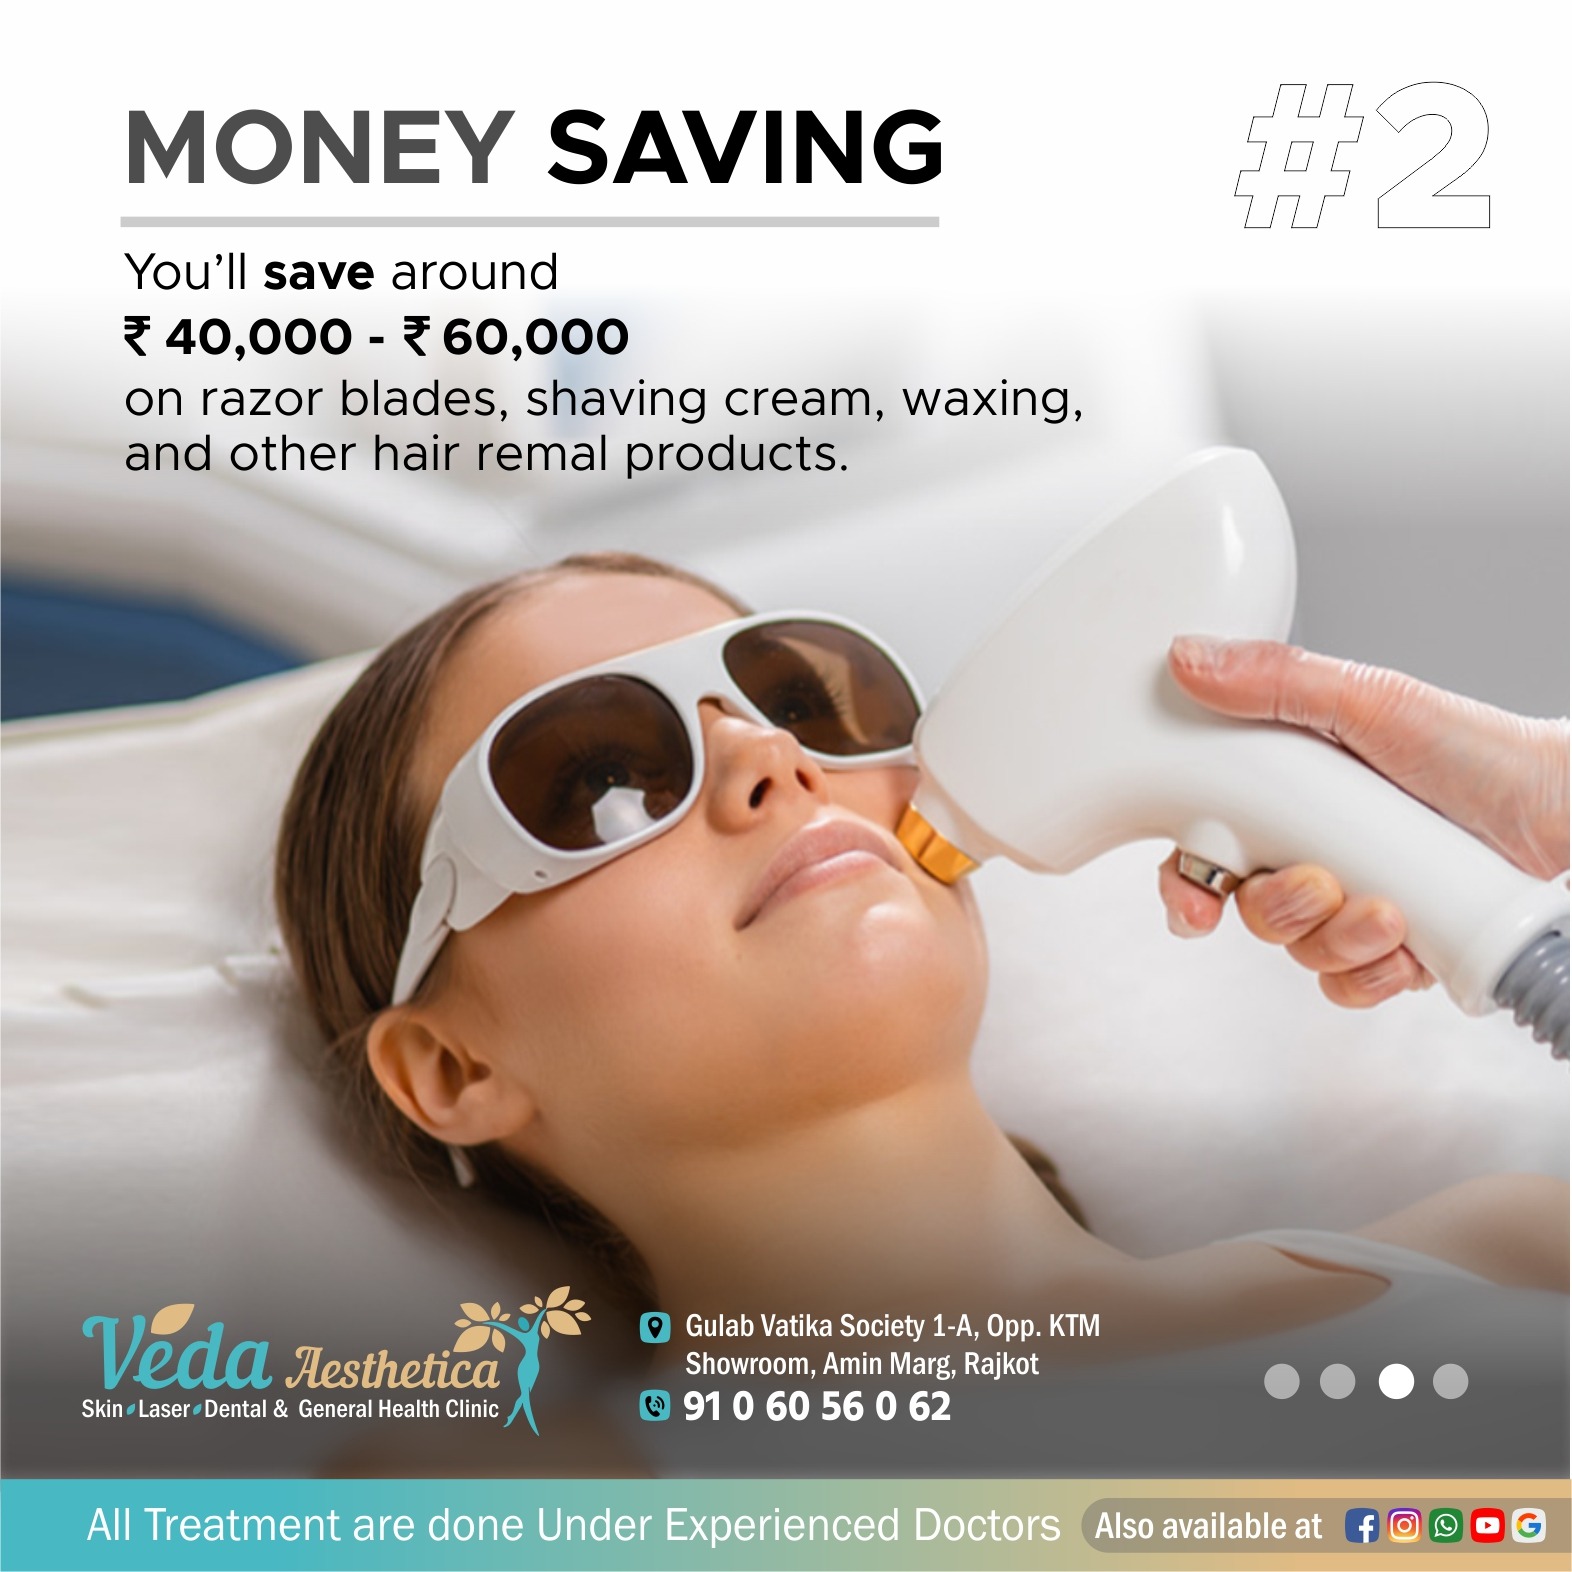 MONEY SAVING
#2
You'll save around
₹ 40,000 - ₹ 60,000
on razor blades, shaving cream, waxing,
and other hair remal products.
Veda Aesthetica
Skin Laser Dental & General Health Clinic
Gulab Vatika Society 1-A, Opp. KTM
Showroom, Amin Marg, Rajkot
91 0 60 56 0 62
All Treatment are done Under Experienced Doctors
Also available at